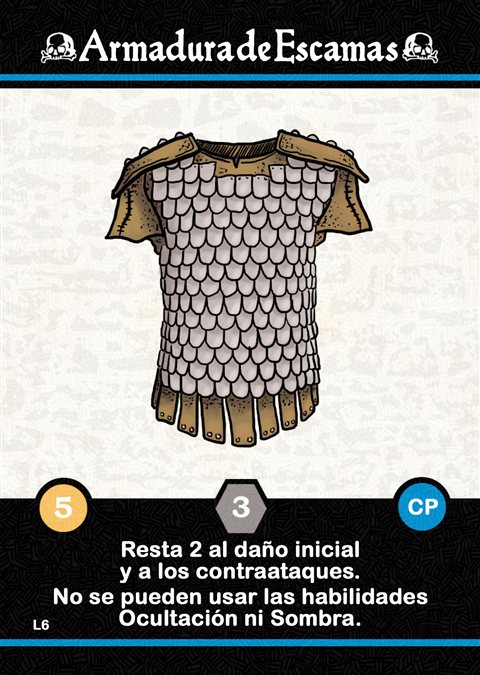 Armadura de Escamas
5
3
CP
Resta 2 al daño inicial
y a los contraataques.
No se pueden usar las habilidades
Ocultación ni Sombra.
L6